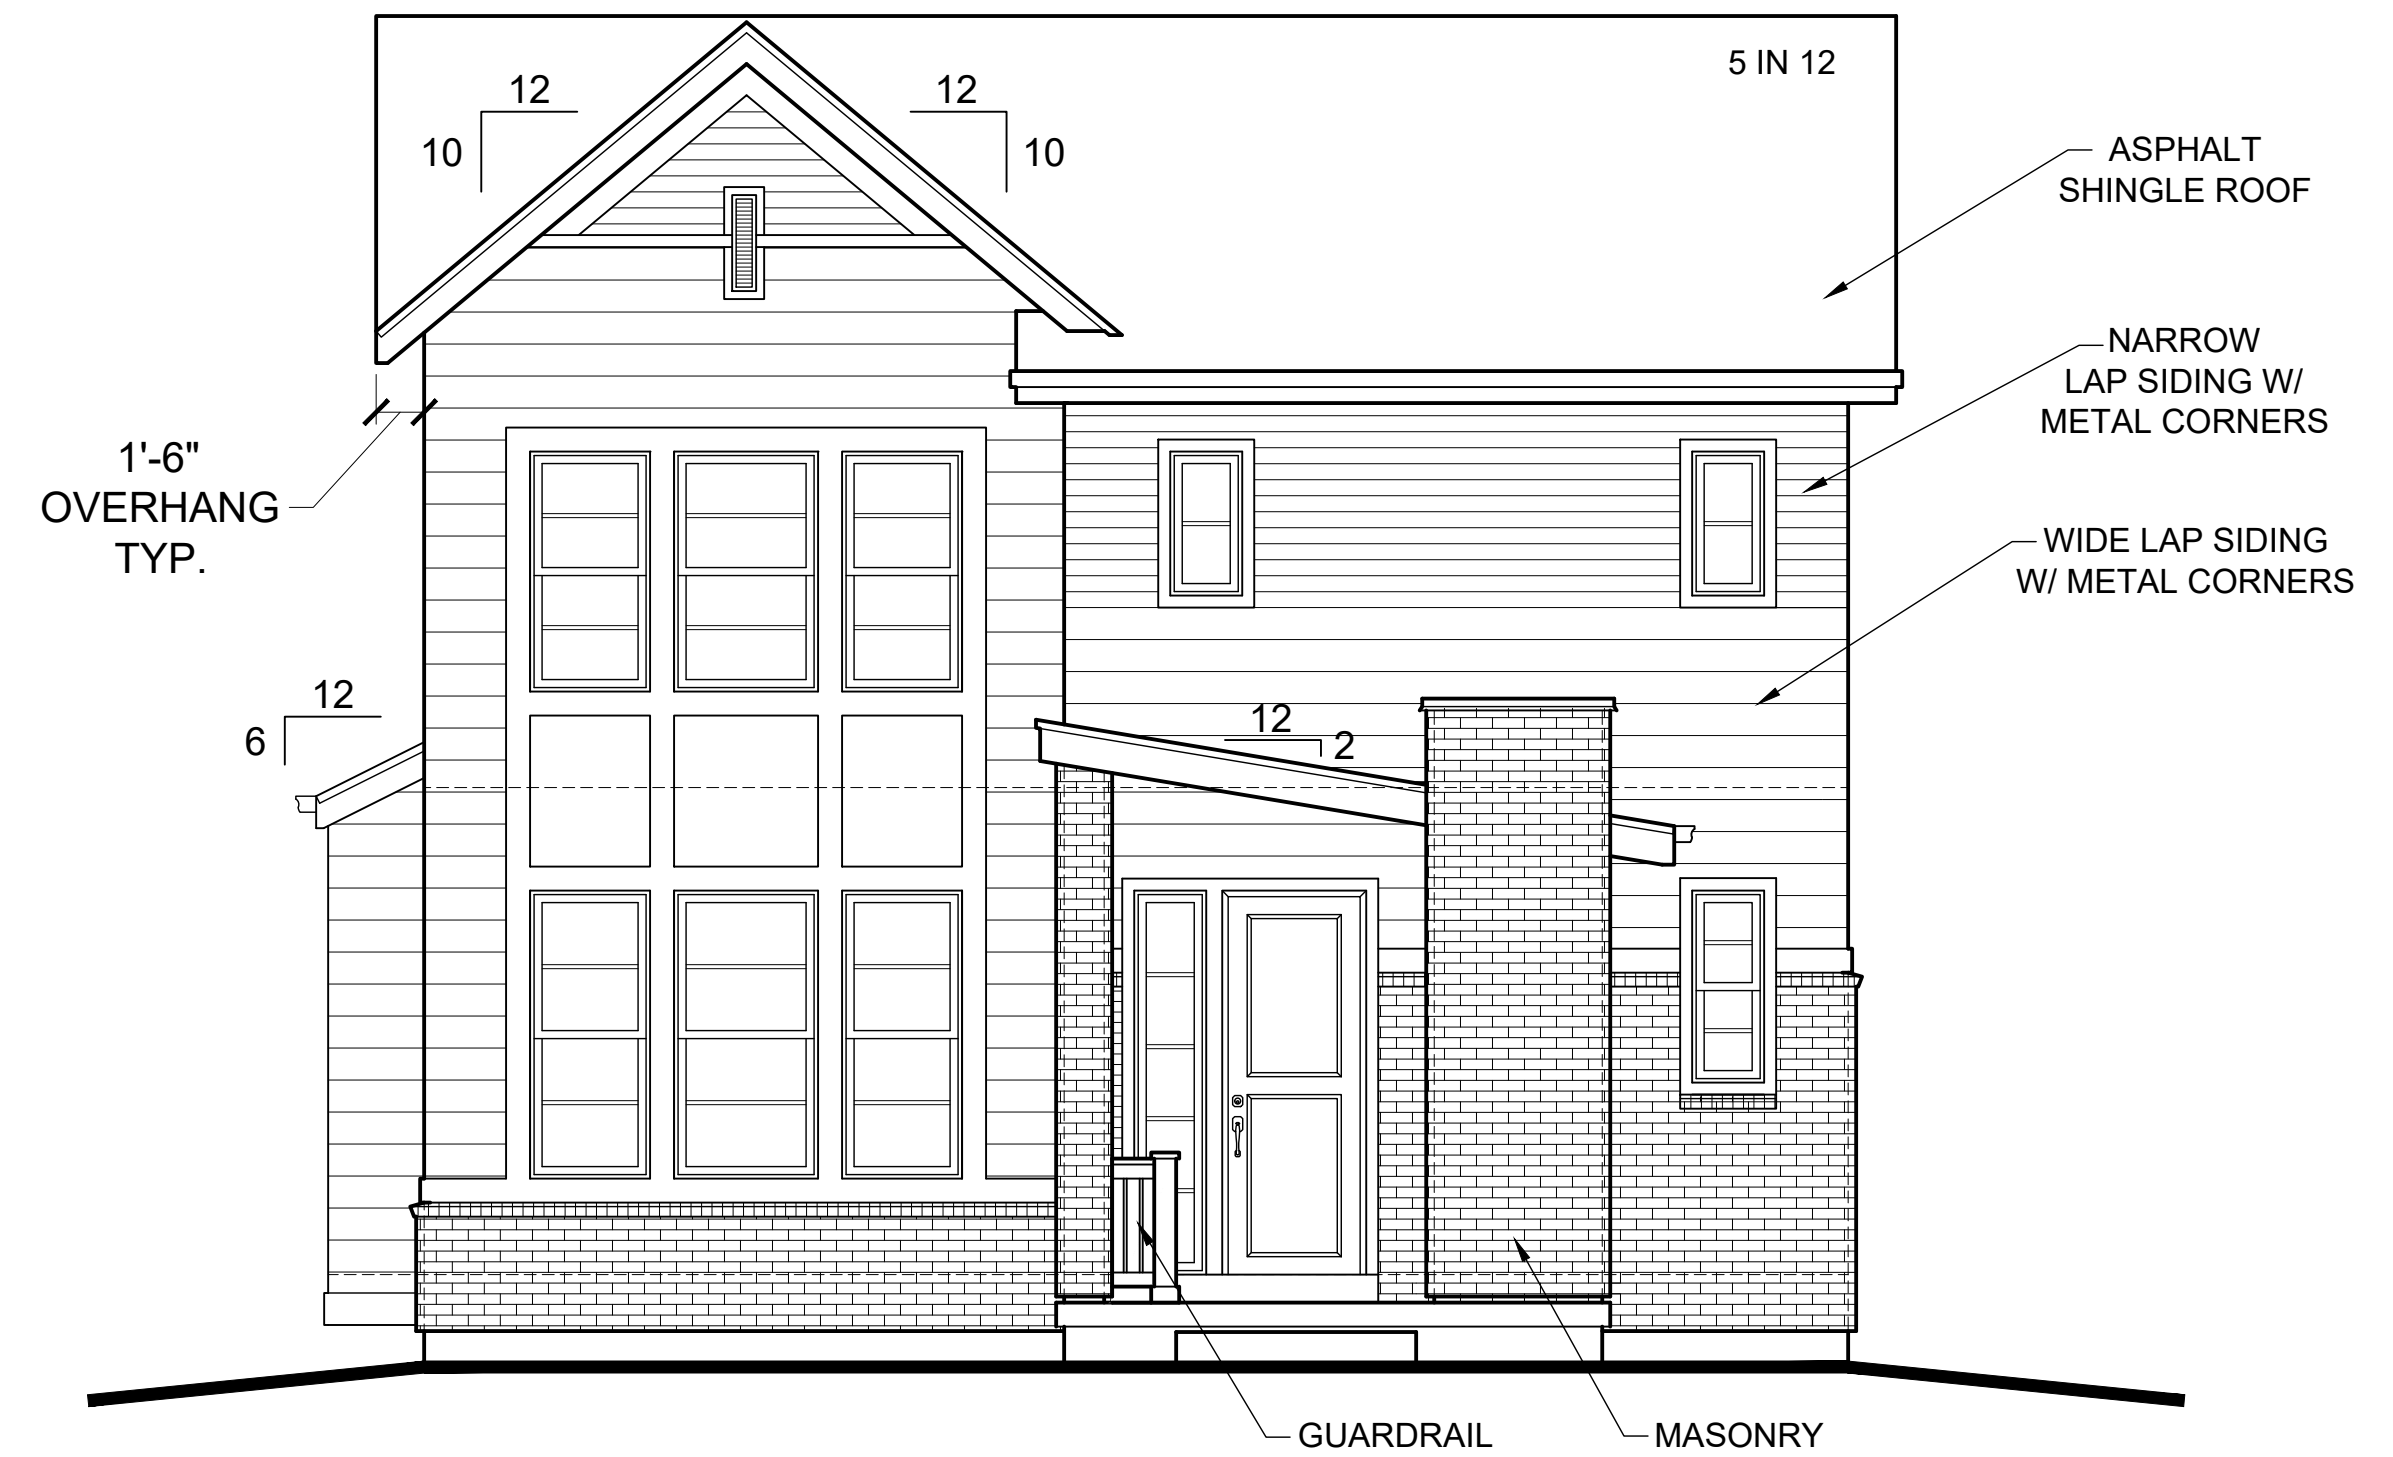 5 IN 12
12
12
10
10
ASPHALT
SHINGLE ROOF
NARROW
LAP SIDING W/
METAL CORNERS
1'-6"
OVERHANG
TYP.
WIDE LAP SIDING
W/ METAL CORNERS
12
6
12
2
GUARDRAIL
MASONRY